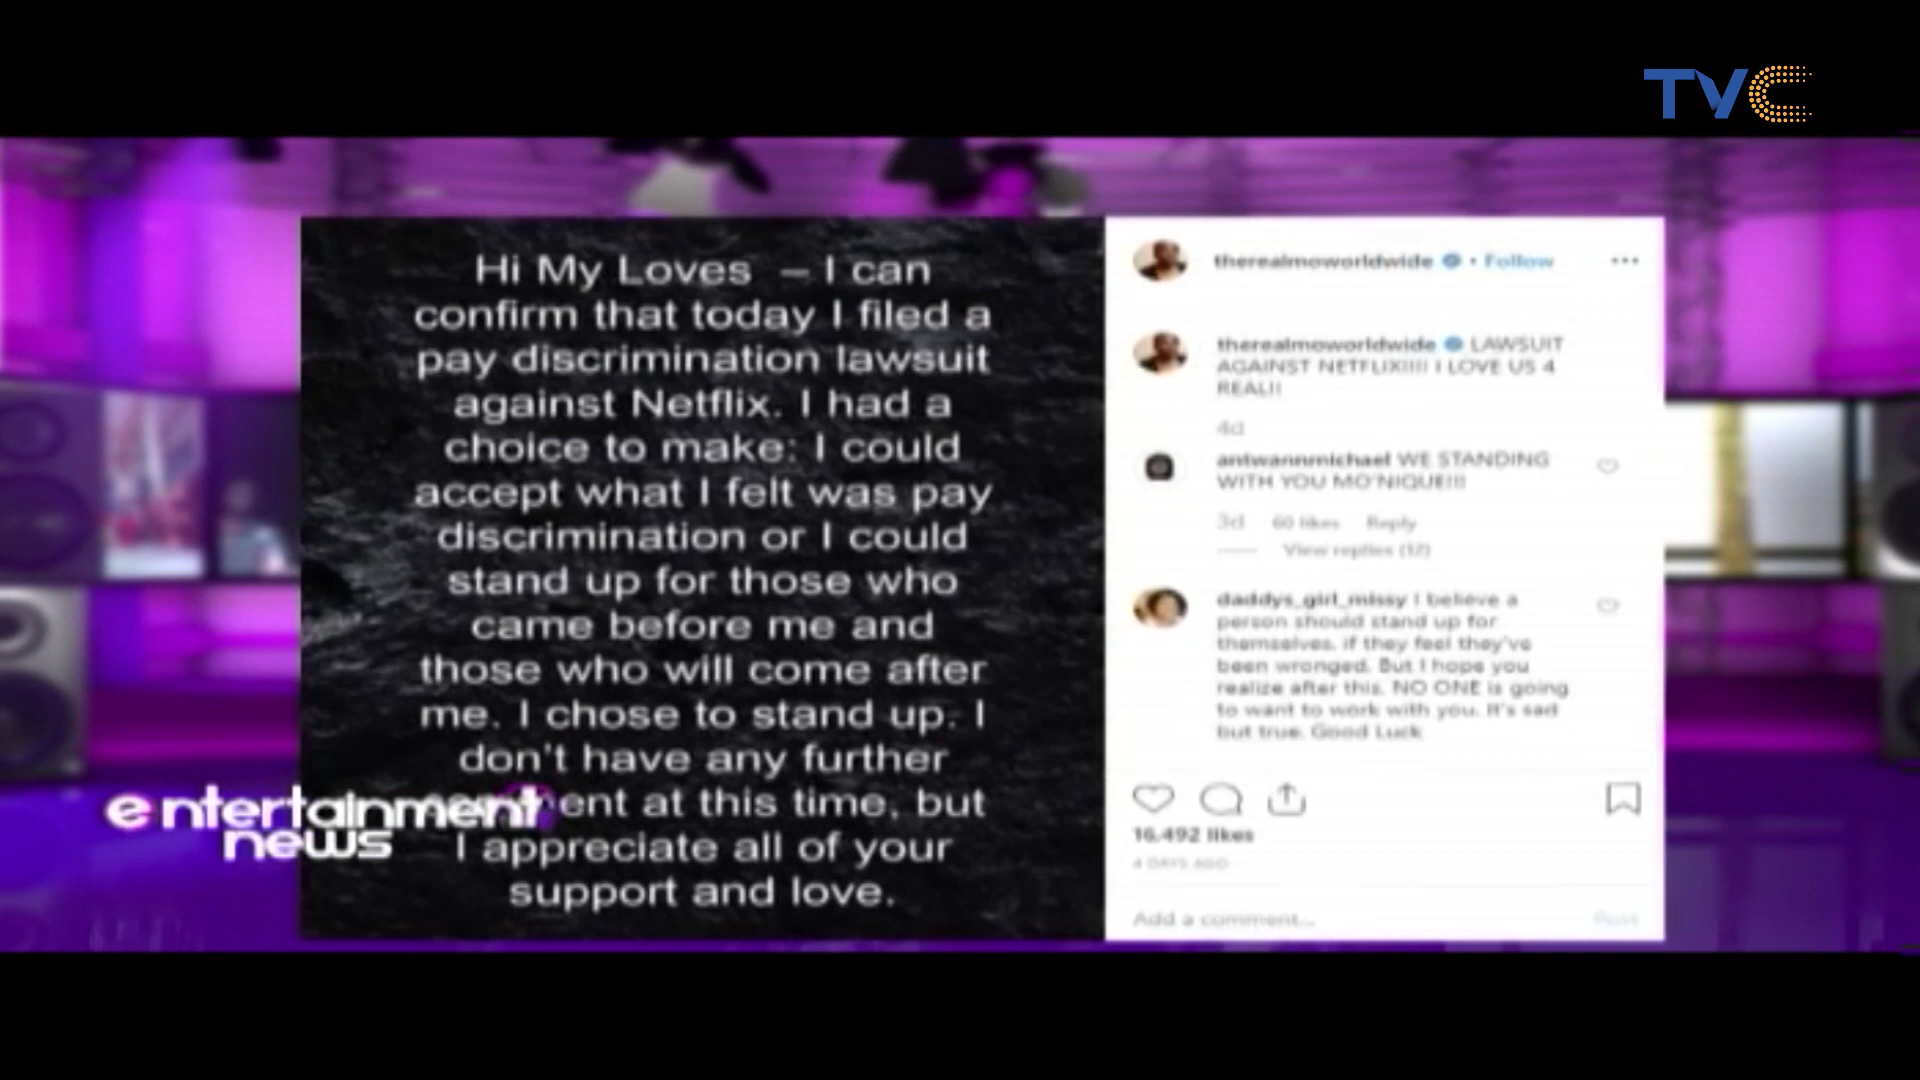 TVC
Hi My Loves – I can
confirm that today I filed a
pay discrimination lawsuit
against Netflix. I had a
choice to make: I could
accept what I felt was pay
discrimination or I could
stand up for those who
came before me and
those who will come after
me. I chose to stand up. I
don't have any further
ent at this time, but
I appreciate all of your
support and love.
entertainment
news
therealmoworldwide • Follow
therealmoworldwide LAWSUIT
AGAINST NETFLIX!!!! I LOVE US 4
REAL!!
4d
antwannmichael WE STANDING
WITH YOU MO'NIQUE!!!
3d 60 likes Reply
View replies (12)
daddys_girl_missy I believe a
person should stand up for
themselves, if they feel they've
been wronged. But I hope you
realize after this, NO ONE is going
to want to work with you. It's sad
but true. Good Luck
16,492 likes
4 DAYS AGO
Add a comment...
Post